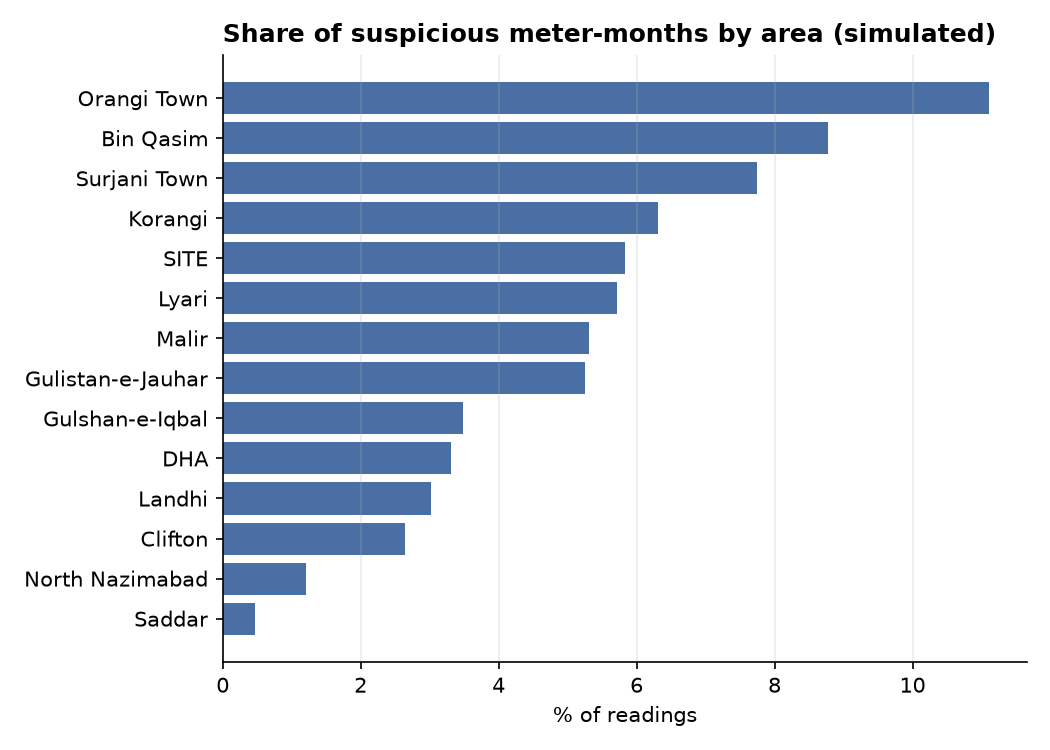 Share of suspicious meter-months by area (simulated)
Orangi Town
Bin Qasim
Surjani Town
Korangi
SITE
Lyari
Malir
Gulistan-e-Jauhar
Gulshan-e-Iqbal
DHA
Landhi
Clifton
North Nazimabad
Saddar
0 2 4 6 8 10
% of readings